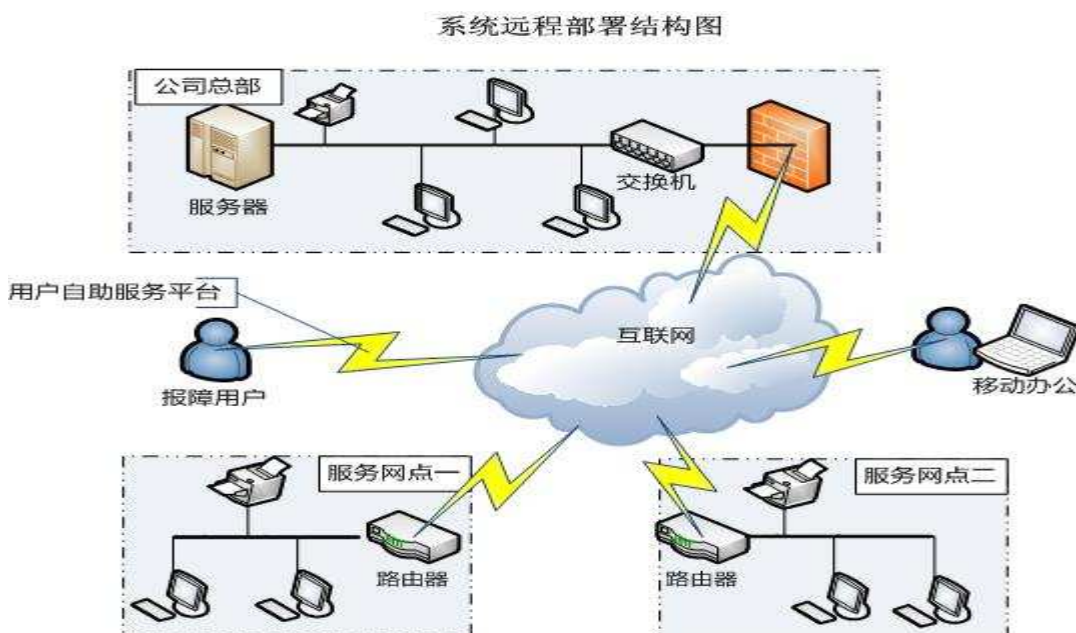 系统远程部署结构图
公司总部
服务器
交换机
用户自助服务平台
互联网
报障用户
移动办公
服务网点一
服务网点二
路由器
路由器